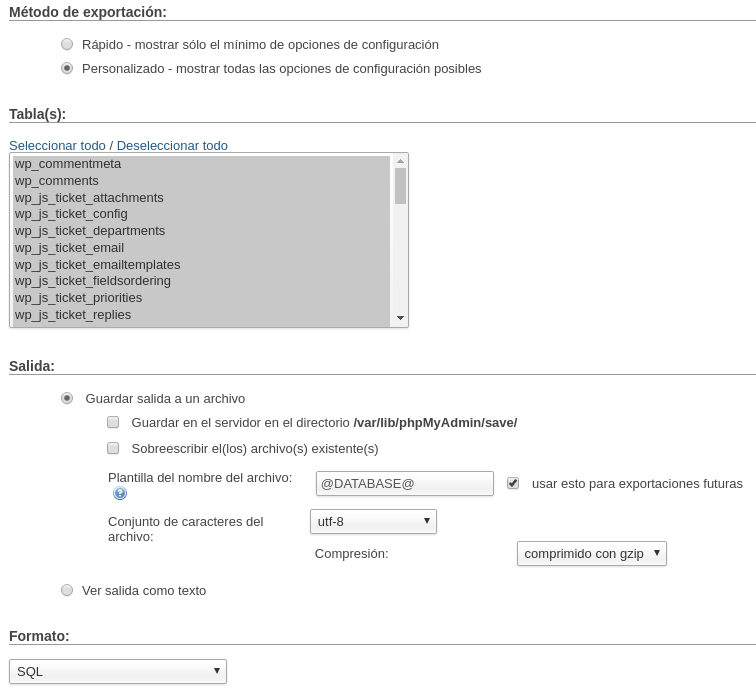 Método de exportación:
Rápido - mostrar sólo el mínimo de opciones de configuración
Personalizado - mostrar todas las opciones de configuración posibles
Tabla(s):
Seleccionar todo / Deseleccionar todo
wp_commentmeta
wp_comments
wp_js_ticket_attachments
wp_js_ticket_config
wp_js_ticket_departments
wp_js_ticket_email
wp_js_ticket_emailtemplates
wp_js_ticket_fieldsordering
wp_js_ticket_priorities
wp_js_ticket_replies
Salida:
Guardar salida a un archivo
Guardar en el servidor en el directorio /var/lib/phpMyAdmin/save/
Sobreescribir el(los) archivo(s) existente(s)
Plantilla del nombre del archivo: @DATABASE@ usar esto para exportaciones futuras
Conjunto de caracteres del utf-8
archivo:
Compresión: comprimido con gzip
Ver salida como texto
Formato:
SQL